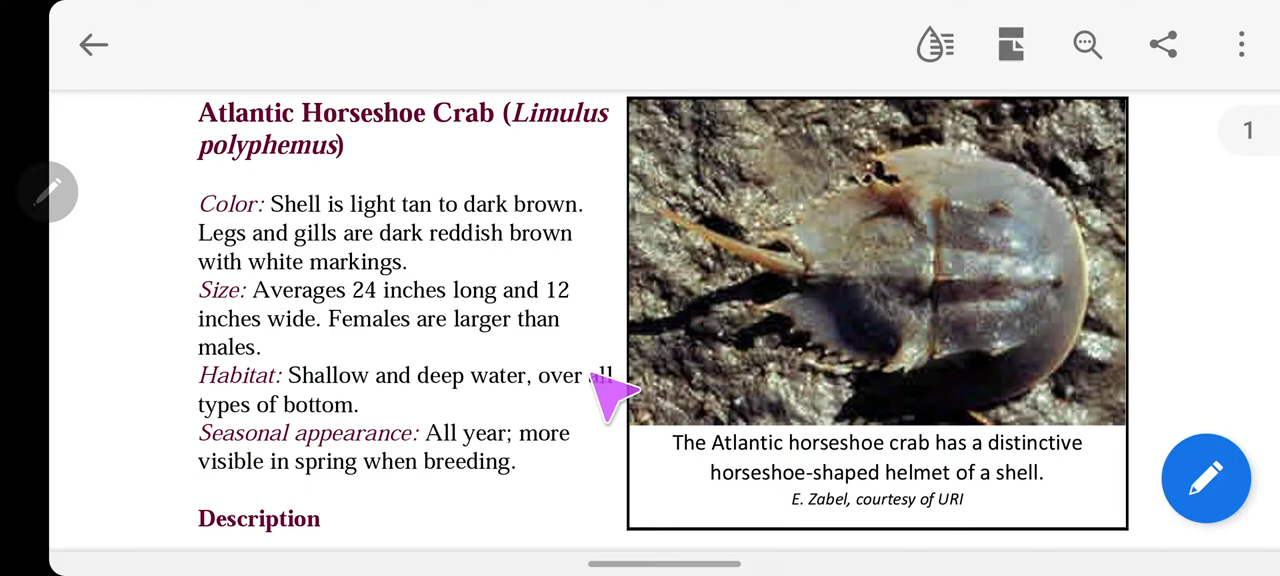 Atlantic Horseshoe Crab (Limulus
polyphemus)
Color: Shell is light tan to dark brown.
Legs and gills are dark reddish brown
with white markings.
Size: Averages 24 inches long and 12
inches wide. Females are larger than
males.
Habitat: Shallow and deep water, over all
types of bottom.
Seasonal appearance: All year; more
visible in spring when breeding.
Description
The Atlantic horseshoe crab has a distinctive
horseshoe-shaped helmet of a shell.
E. Zabel, courtesy of URI
1